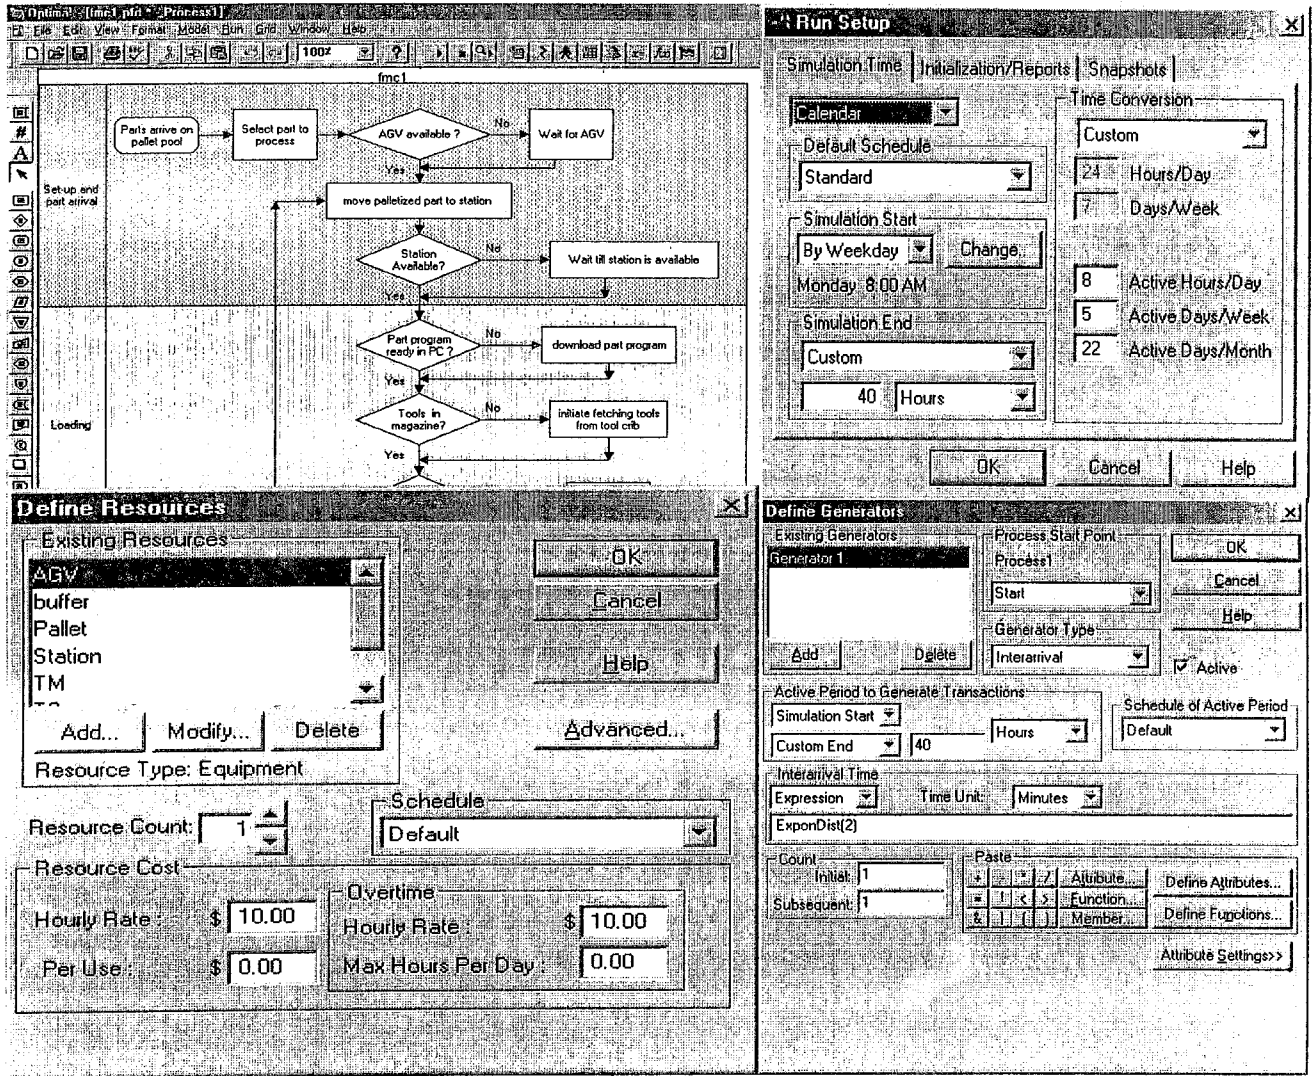 Optimal - [fmc1.pfd * - Process1]
File Edit View Format Model Run Grid Window Help
100%
fmc1
Set-up and
part arrival
Parts arrive on
pallet pool
Select part to
process
AGV available ?
No
Wait for AGV
Yes
move palletized part to station
Station
Available?
No
Wait till station is available
Yes
Loading
Part program
ready in PC ?
No
download part program
Yes
Tools in
magazine?
No
initiate fetching tools
from tool crib
Yes
Run Setup
Simulation Time
Initialization/Reports
Snapshots
Calendar
Default Schedule
Standard
Simulation Start
By Weekday
Change.
Monday 8:00 AM
Simulation End
Custom
40 Hours
Time Conversion
Custom
24 Hours/Day
7 Days/Week
8 Active Hours/Day
5 Active Days/Week
22 Active Days/Month
OK Cancel Help
Define Resources
Existing Resources
AGV
buffer
Pallet
Station
TM
Add... Modify... Delete
Resource Type: Equipment
OK
Cancel
Help
Advanced...
Resource Count: 1
Schedule
Default
Resource Cost
Hourly Rate : $ 10.00
Per Use : $ 0.00
Overtime
Hourly Rate : $ 10.00
Max Hours Per Day : 0.00
Define Generators
Existing Generators
Generator 1
Add Delete
Process Start Point
Process1
Start
Generator Type
Interarrival
OK
Cancel
Help
Active
Active Period to Generate Transactions
Simulation Start
Custom End 40 Hours
Schedule of Active Period
Default
Interarrival Time
Expression Time Unit: Minutes
ExponDist(2)
Count
Initial: 1
Subsequent: 1
Paste
+ - * / Attribute...
= ! < > Function...
& | ( ) Member...
Define Attributes...
Define Functions...
Attribute Settings>>